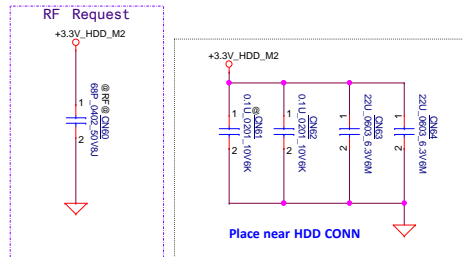 RF Request
+3.3V_HDD_M2
1
2
@RF@ CN60
68P_0402_50V8J
+3.3V_HDD_M2
1
2
@ CN61
0.1U_0201_10V6K
1
2
CN62
0.1U_0201_10V6K
1
2
CN63
22U_0603_6.3V6M
1
2
CN64
22U_0603_6.3V6M
Place near HDD CONN